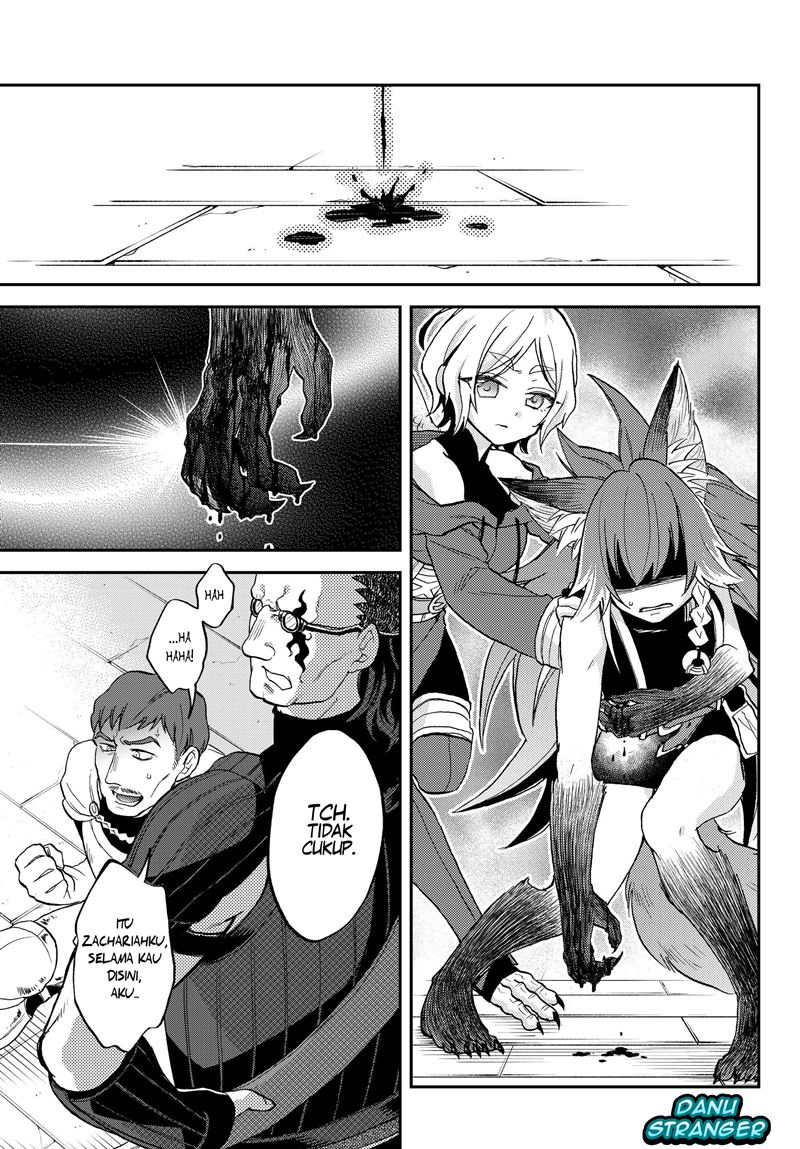 TCH.
TIDAK
CUKUP.
HAH
...HA
HAHA!
ITU
ZACHARIAHKU,
SELAMA KAU
DISINI,
AKU..
DANU
STRANGER